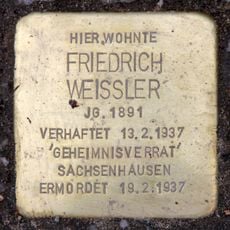 HIER WOHNTE
FRIEDRICH
WEISSLER
JG. 1891
VERHAFTET 13.2.1937
'GEHEIMNISVERRAT'
SACHSENHAUSEN
ERMORDET 19.2.1937